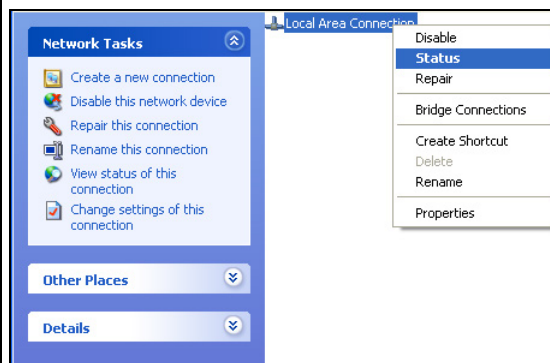 Network Tasks
Create a new connection
Disable this network device
Repair this connection
Rename this connection
View status of this
connection
Change settings of this
connection
Other Places
Details
Local Area Connection
Disable
Status
Repair
Bridge Connections
Create Shortcut
Delete
Rename
Properties